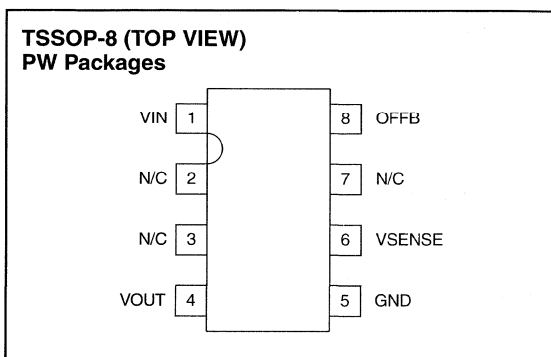 TSSOP-8 (TOP VIEW)
PW Packages
VIN 1 8 OFFB
N/C 2 7 N/C
N/C 3 6 VSENSE
VOUT 4 5 GND